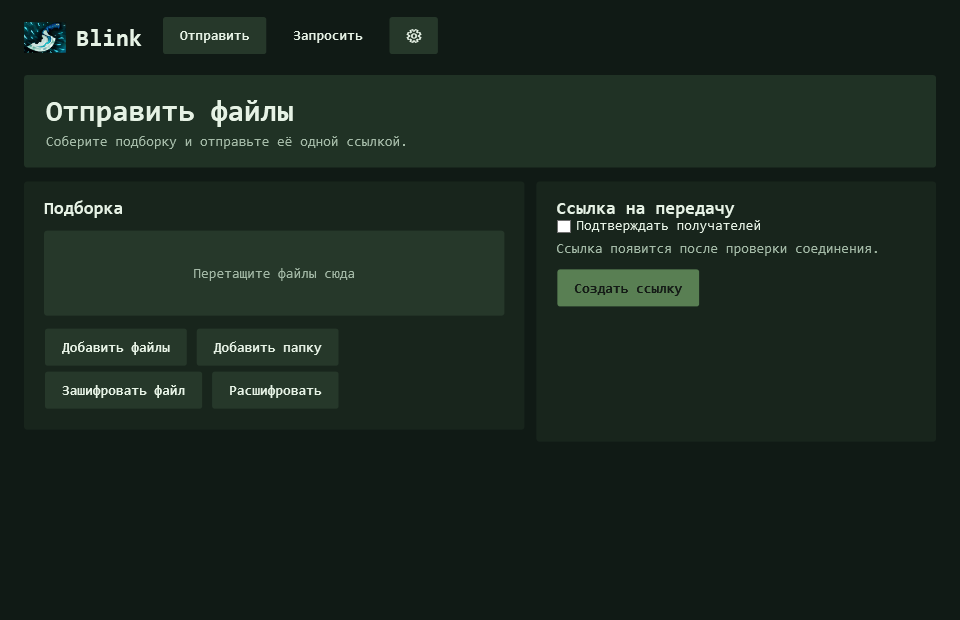 Blink
Отправить
Запросить
Отправить файлы
Соберите подборку и отправьте её одной ссылкой.
Подборка
Перетащите файлы сюда
Добавить файлы
Добавить папку
Зашифровать файл
Расшифровать
Ссылка на передачу
Подтверждать получателей
Ссылка появится после проверки соединения.
Создать ссылку